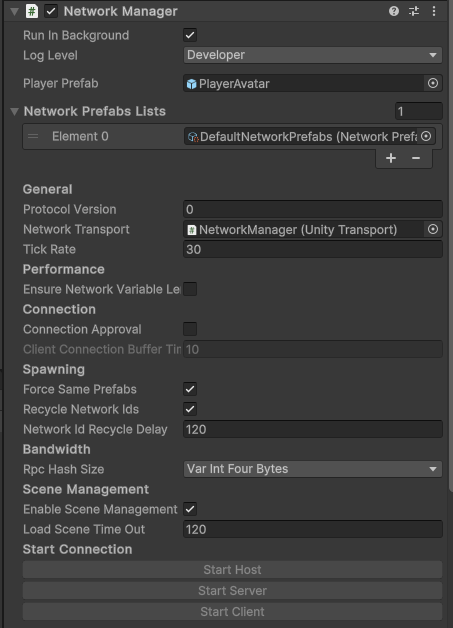 Network Manager
Run In Background
Log Level Developer
Player Prefab PlayerAvatar
Network Prefabs Lists 1
Element 0 DefaultNetworkPrefabs (Network Prefa
General
Protocol Version 0
Network Transport NetworkManager (Unity Transport)
Tick Rate 30
Performance
Ensure Network Variable Le
Connection
Connection Approval
Client Connection Buffer Tin 10
Spawning
Force Same Prefabs
Recycle Network Ids
Network Id Recycle Delay 120
Bandwidth
Rpc Hash Size Var Int Four Bytes
Scene Management
Enable Scene Management
Load Scene Time Out 120
Start Connection
Start Host
Start Server
Start Client